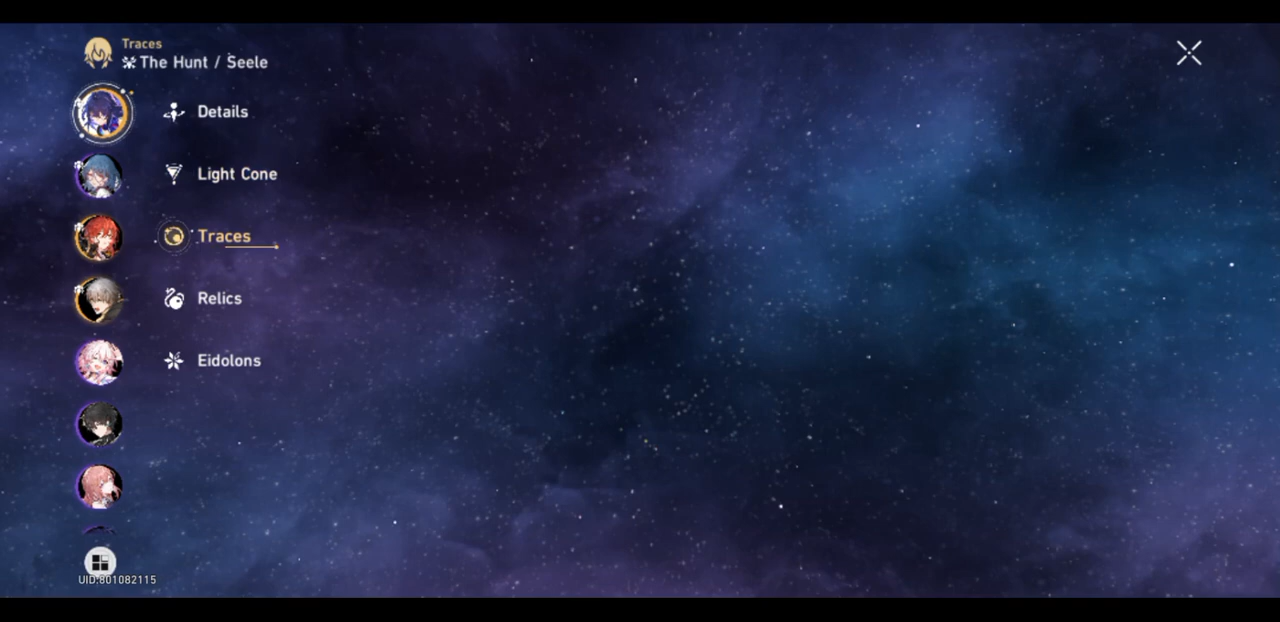 Traces
The Hunt / Seele
Details
Light Cone
Traces
Relics
Eidolons
UID:801082115